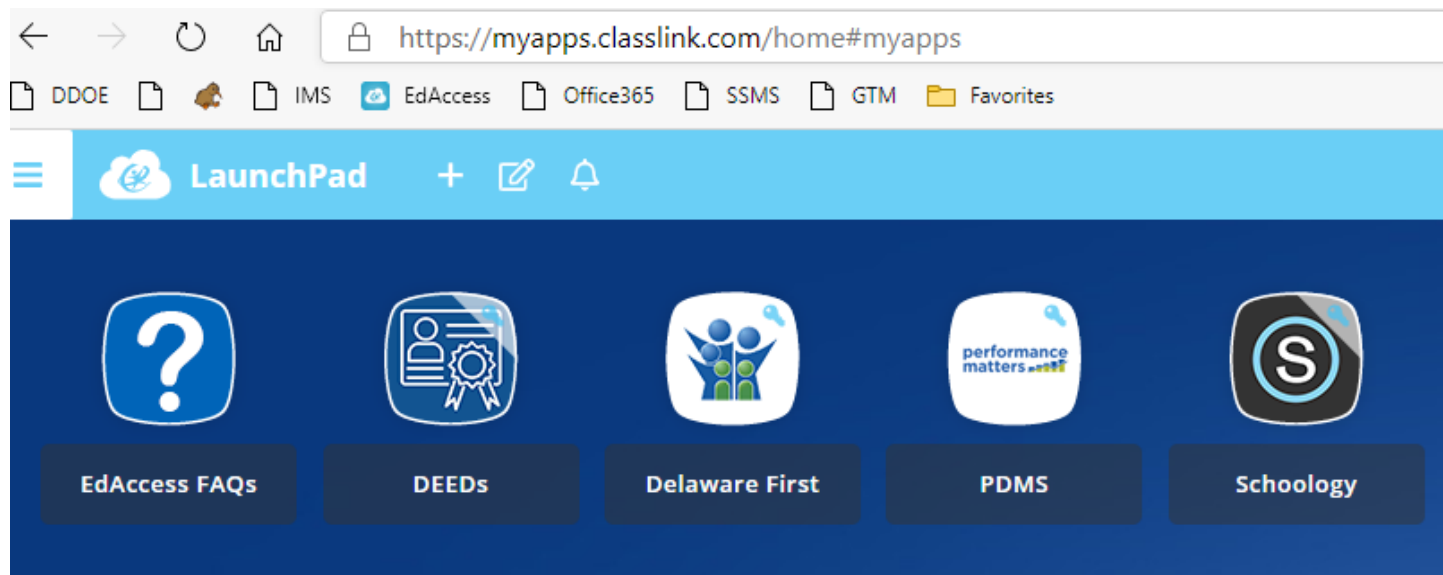 https://myapps.classlink.com/home#myapps
DDOE IMS EdAccess Office365 SSMS GTM Favorites
LaunchPad
?
performance
matters
S
EdAccess FAQs DEEDs Delaware First PDMS Schoology